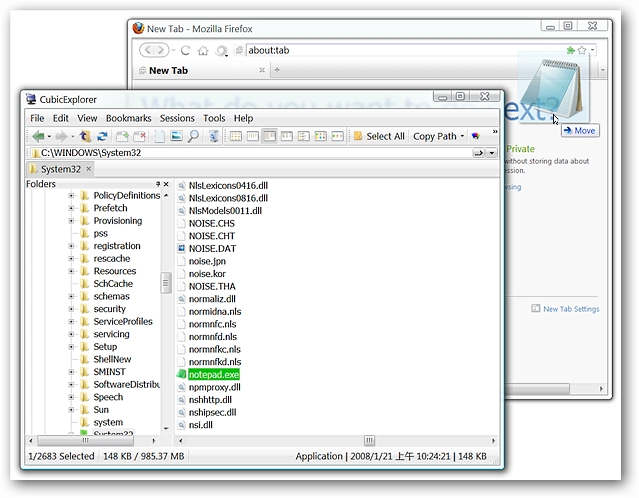 New Tab - Mozilla Firefox
about:tab
New Tab
What do you want to
ext?
Move
Private
without storing data about
ession.
wsing
New Tab Settings
CubicExplorer
File Edit View Bookmarks Sessions Tools Help
Select All Copy Path
C:\WINDOWS\System32
System32
Folders
PolicyDefinitions
Prefetch
Provisioning
pss
registration
rescache
Resources
SchCache
schemas
security
ServiceProfiles
servicing
Setup
ShellNew
SMINST
SoftwareDistribu
Speech
Sun
system
System32
NlsLexicons0416.dll
NlsLexicons0816.dll
NlsModels0011.dll
NOISE.CHS
NOISE.CHT
NOISE.DAT
noise.jpn
noise.kor
NOISE.THA
normaliz.dll
normidna.nls
normnfc.nls
normnfd.nls
normnfkc.nls
normnfkd.nls
notepad.exe
npmproxy.dll
nshhttp.dll
nshipsec.dll
nsi.dll
1/2683 Selected 148 KB / 985.37 MB
Application | 2008/1/21 上午 10:24:21 | 148 KB